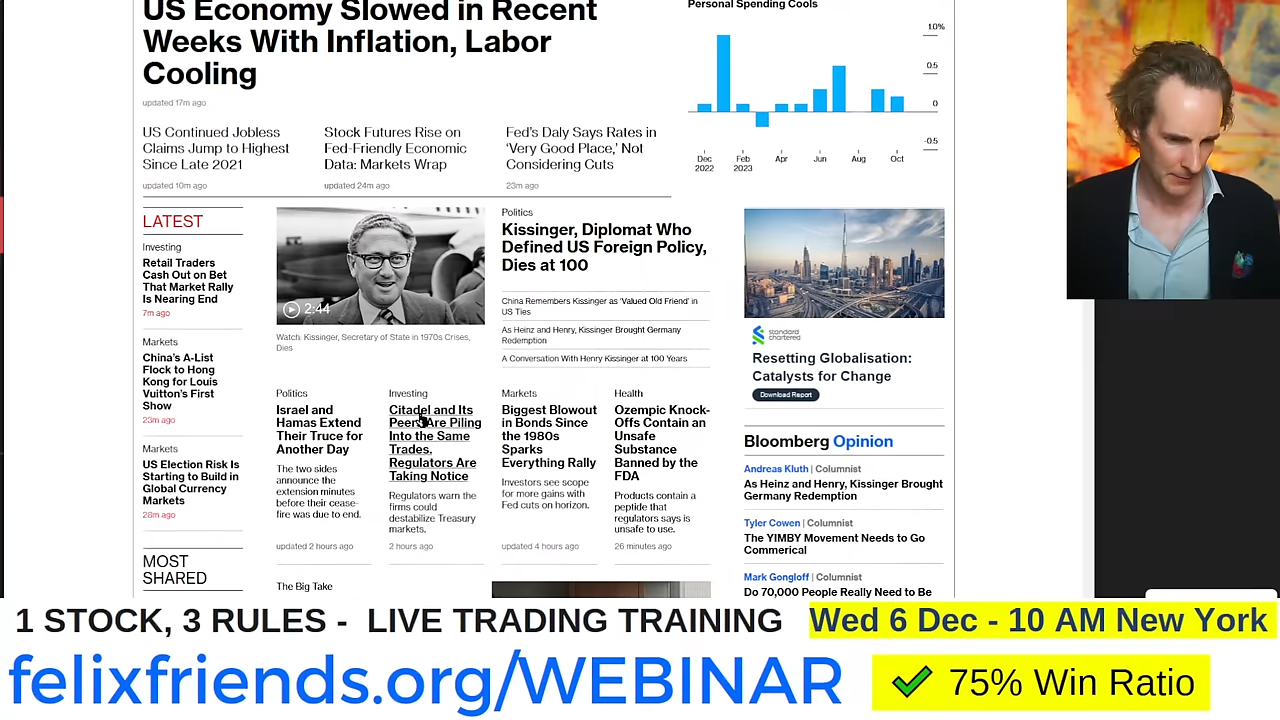 US Economy Slowed in Recent
Weeks With Inflation, Labor
Cooling
updated 17m ago
US Continued Jobless
Claims Jump to Highest
Since Late 2021
updated 10m ago
Stock Futures Rise on
Fed-Friendly Economic
Data: Markets Wrap
updated 24m ago
Fed's Daly Says Rates in
'Very Good Place,' Not
Considering Cuts
23m ago
Personal Spending Cools
1.0%
0.5
0
-0.5
Dec
2022
Feb
2023
Apr
Jun
Aug
Oct
LATEST
Investing
Retail Traders
Cash Out on Bet
That Market Rally
Is Nearing End
7m ago
Markets
China's A-List
Flock to Hong
Kong for Louis
Vuitton's First
Show
23m ago
Markets
US Election Risk Is
Starting to Build in
Global Currency
Markets
28m ago
MOST
SHARED
2:44
Watch: Kissinger, Secretary of State in 1970s Crises,
Dies
Politics
Kissinger, Diplomat Who
Defined US Foreign Policy,
Dies at 100
China Remembers Kissinger as 'Valued Old Friend' in
US Ties
As Heinz and Henry, Kissinger Brought Germany
Redemption
A Conversation With Henry Kissinger at 100 Years
Politics
Israel and
Hamas Extend
Their Truce for
Another Day
The two sides
announce the
extension minutes
before their cease-
fire was due to end.
updated 2 hours ago
Investing
Citadel and Its
Peers Are Piling
Into the Same
Trades,
Regulators Are
Taking Notice
Regulators warn the
firms could
destabilize Treasury
markets.
2 hours ago
Markets
Biggest Blowout
in Bonds Since
the 1980s
Sparks
Everything Rally
Investors see scope
for more gains with
Fed cuts on horizon.
updated 4 hours ago
Health
Ozempic Knock-
Offs Contain an
Unsafe
Substance
Banned by the
FDA
Products contain a
peptide that
regulators says is
unsafe to use.
26 minutes ago
The Big Take
standard
chartered
Resetting Globalisation:
Catalysts for Change
Download Report
Bloomberg Opinion
Andreas Kluth | Columnist
As Heinz and Henry, Kissinger Brought
Germany Redemption
Tyler Cowen | Columnist
The YIMBY Movement Needs to Go
Commerical
Mark Gongloff | Columnist
Do 70,000 People Really Need to Be
1 STOCK, 3 RULES - LIVE TRADING TRAINING
Wed 6 Dec - 10 AM New York
felixfriends.org/WEBINAR
75% Win Ratio